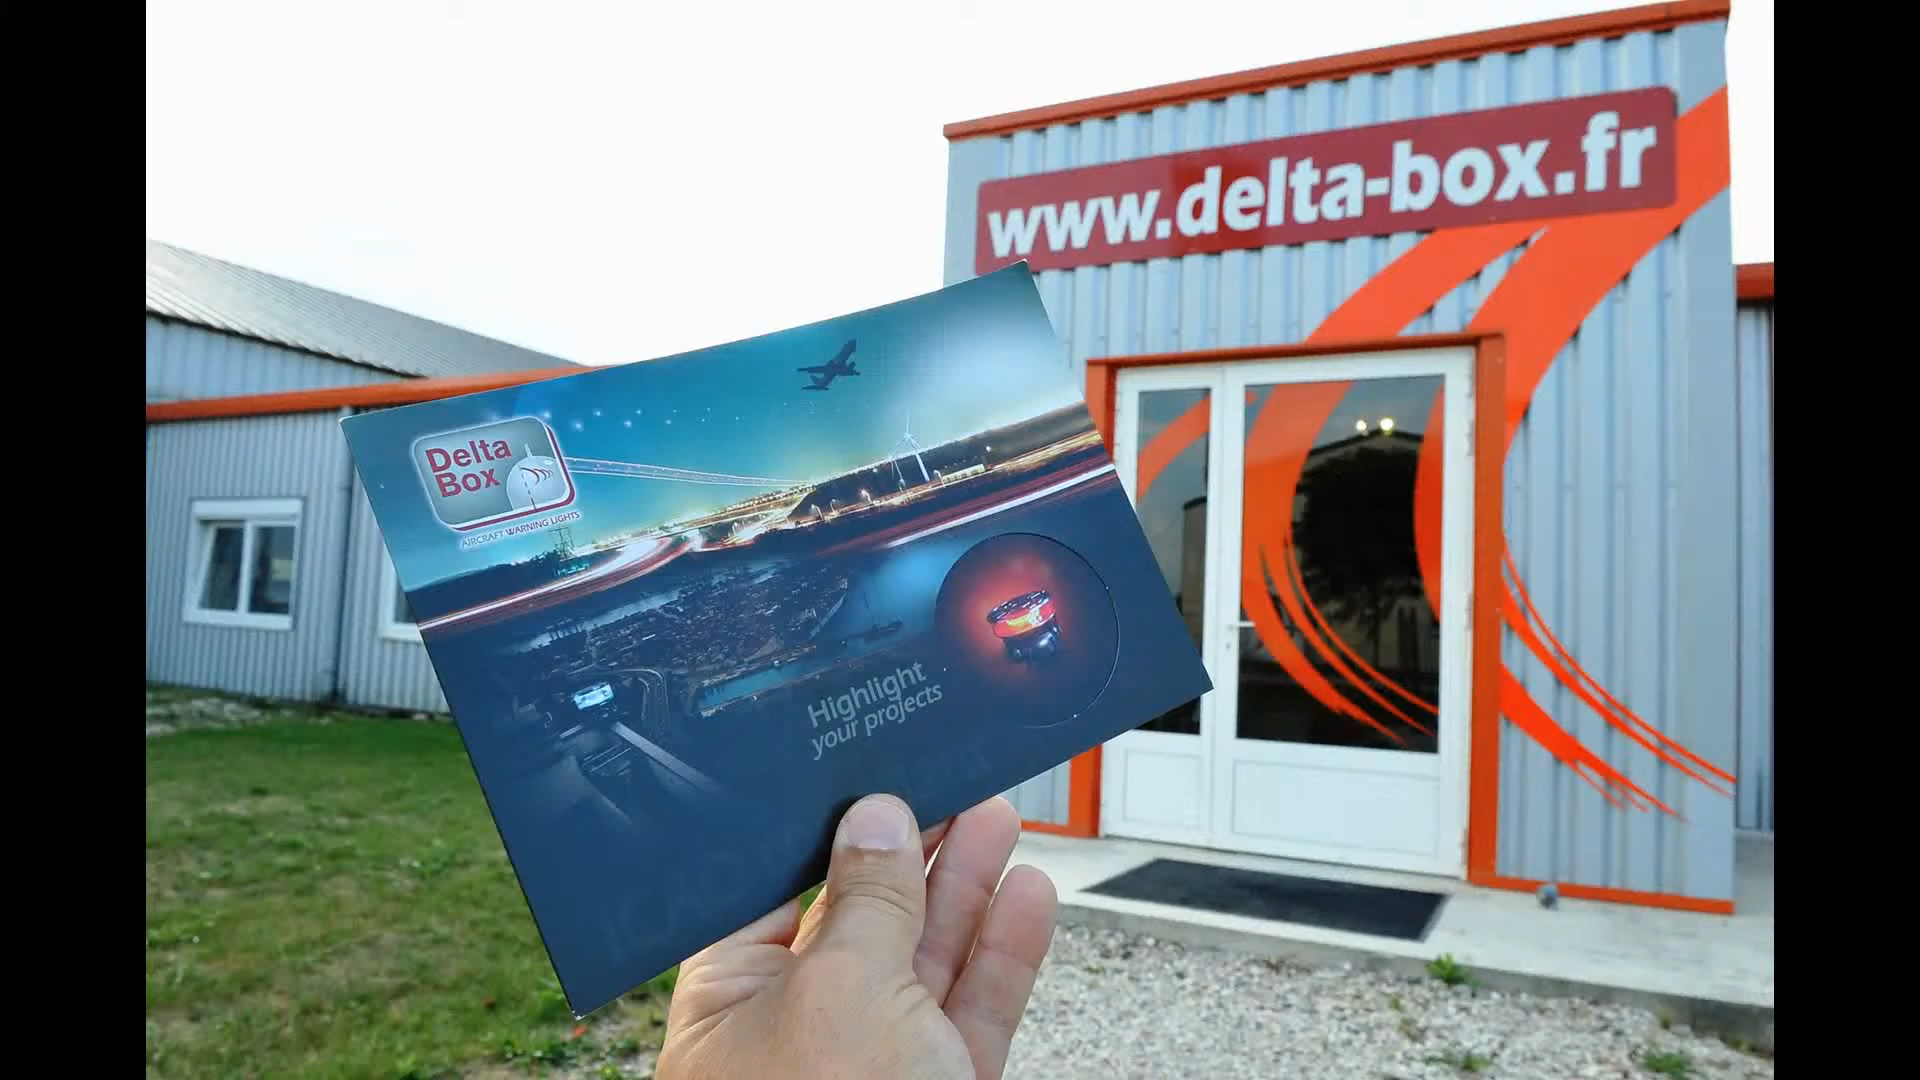 www.delta-box.fr
Delta
Box
AIRCRAFT WARNING LIGHTS
Highlight
your projects